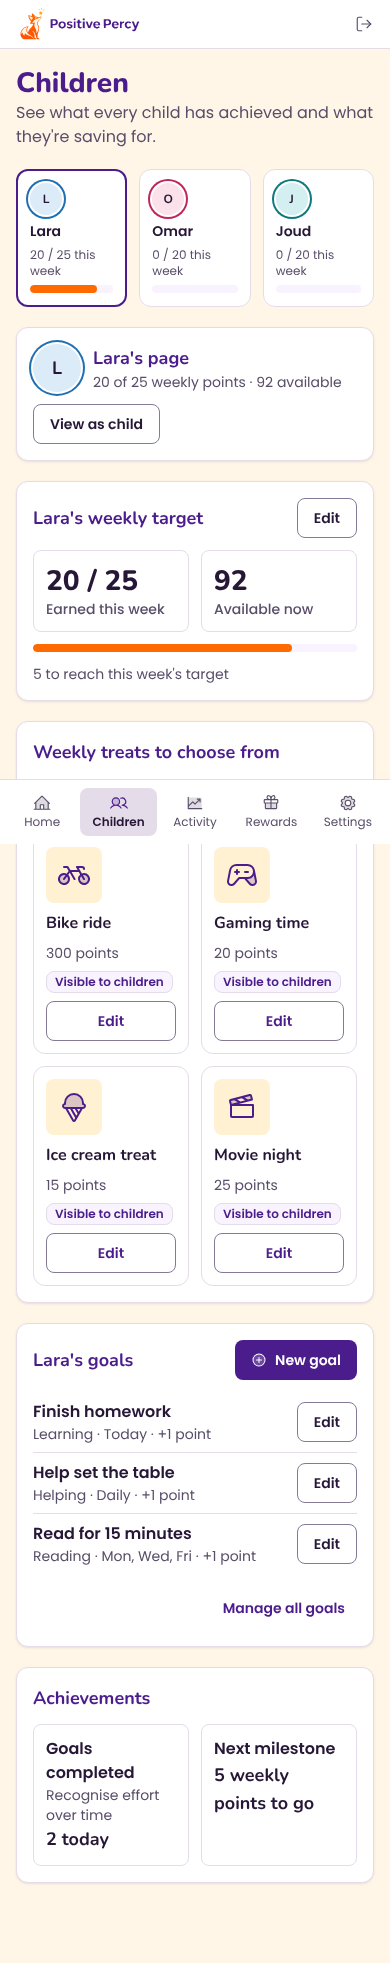 Positive Percy
Children
See what every child has achieved and what
they're saving for.
L
Lara
20 / 25 this
week
O
Omar
0 / 20 this
week
J
Joud
0 / 20 this
week
L
Lara's page
20 of 25 weekly points · 92 available
View as child
Lara's weekly target
Edit
20 / 25
Earned this week
92
Available now
5 to reach this week's target
Weekly treats to choose from
Home
Children
Activity
Rewards
Settings
Bike ride
300 points
Visible to children
Edit
Gaming time
20 points
Visible to children
Edit
Ice cream treat
15 points
Visible to children
Edit
Movie night
25 points
Visible to children
Edit
Lara's goals
New goal
Finish homework
Learning · Today · +1 point
Edit
Help set the table
Helping · Daily · +1 point
Edit
Read for 15 minutes
Reading · Mon, Wed, Fri · +1 point
Edit
Manage all goals
Achievements
Goals
completed
Recognise effort
over time
2 today
Next milestone
5 weekly
points to go